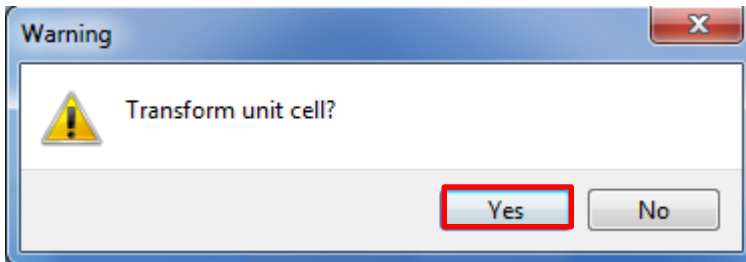 Warning
Transform unit cell?
Yes
No